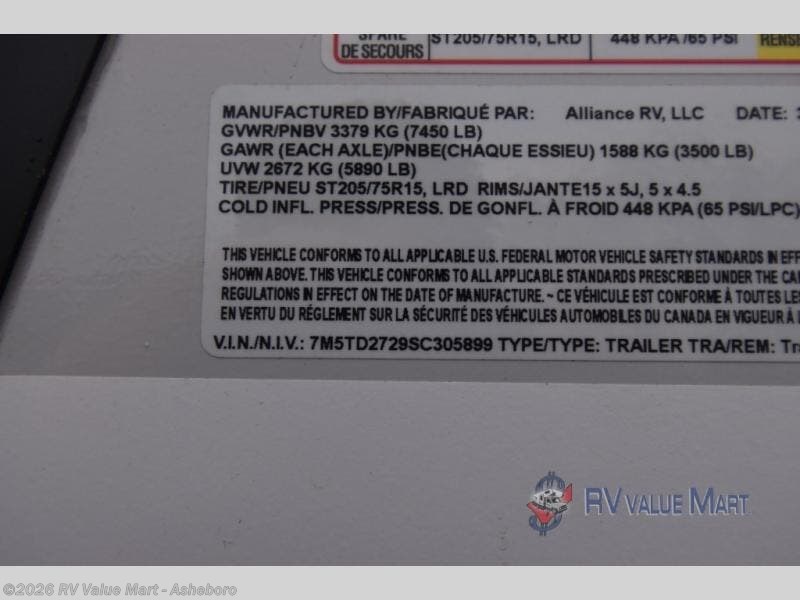 SPARE ST205/75R15, LRD 448 KPA /65 PSI
DE SECOURS
MANUFACTURED BY/FABRIQUÉ PAR: Alliance RV, LLC DATE:
GVWR/PNBV 3379 KG (7450 LB)
GAWR (EACH AXLE)/PNBE(CHAQUE ESSIEU) 1588 KG (3500 LB)
UVW 2672 KG (5890 LB)
TIRE/PNEU ST205/75R15, LRD RIMS/JANTE15 x 5J, 5 x 4.5
COLD INFL. PRESS/PRESS. DE GONFL. À FROID 448 KPA (65 PSI/LPC)
THIS VEHICLE CONFORMS TO ALL APPLICABLE U.S. FEDERAL MOTOR VEHICLE SAFETY STANDARDS IN EFF
SHOWN ABOVE. THIS VEHICLE CONFORMS TO ALL APPLICABLE STANDARDS PRESCRIBED UNDER THE CA
REGULATIONS IN EFFECT ON THE DATE OF MANUFACTURE. ~ CE VÉHICULE EST CONFORME À TOUTES LES
EN VERTU DU RÉGLEMENT SUR LA SÉCURITÉ DES VÉHICULES AUTOMOBILES DU CANADA EN VIGUEUR À
V.I.N./N.I.V.: 7M5TD2729SC305899 TYPE/TYPE: TRAILER TRA/REM: Tr
RV VALUE MART
©2026 RV Value Mart - Asheboro